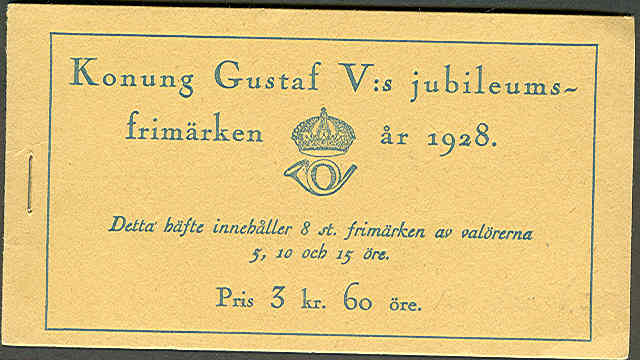 Konung Gustaf V:s jubileums~
frimärken år 1928.
Detta häfte innehåller 8 st. frimärken av valörerna
5, 10 och 15 öre.
Pris 3 kr. 60 öre.